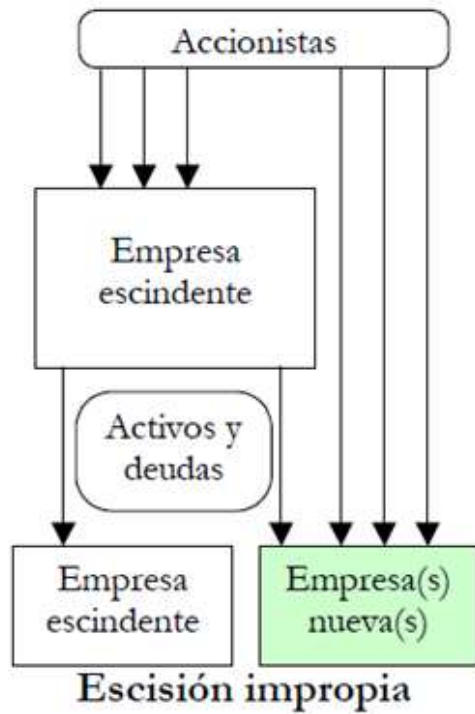 Accionistas
Empresa
escindente
Activos y
deudas
Empresa
escindente
Empresa(s)
nueva(s)
Escisión impropia